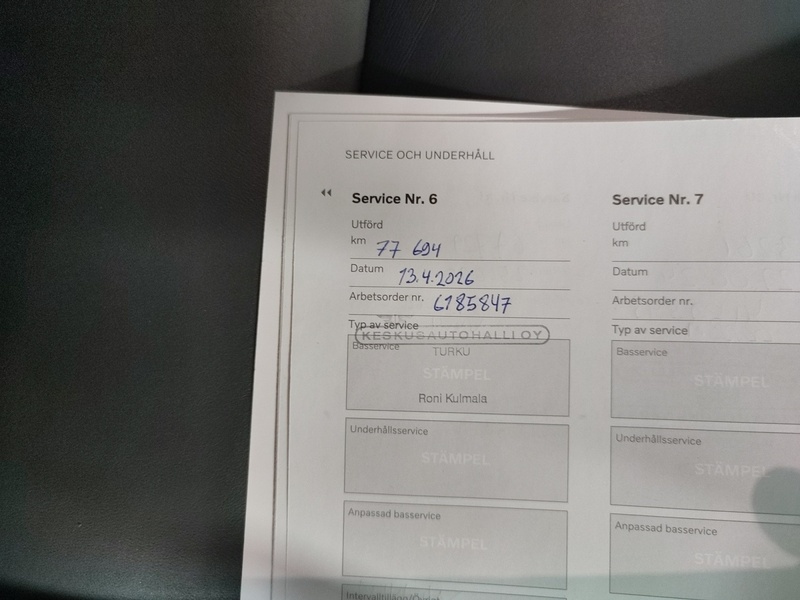 SERVICE OCH UNDERHÅLL
Service Nr. 6
Utförd
km 77 694
Datum 13.4.2026
Arbetsorder nr. 6185847
Typ av service
KESKUSAUTOHALLI OY
Basservice
TURKU
STÄMPEL
Roni Kulmala
Underhållsservice
STÄMPEL
Anpassad basservice
STÄMPEL
Service Nr. 7
Utförd
km
Datum
Arbetsorder nr.
Typ av service
Basservice
STÄMPEL
Underhållsservice
STÄMPEL
Anpassad basservice
STÄMPEL